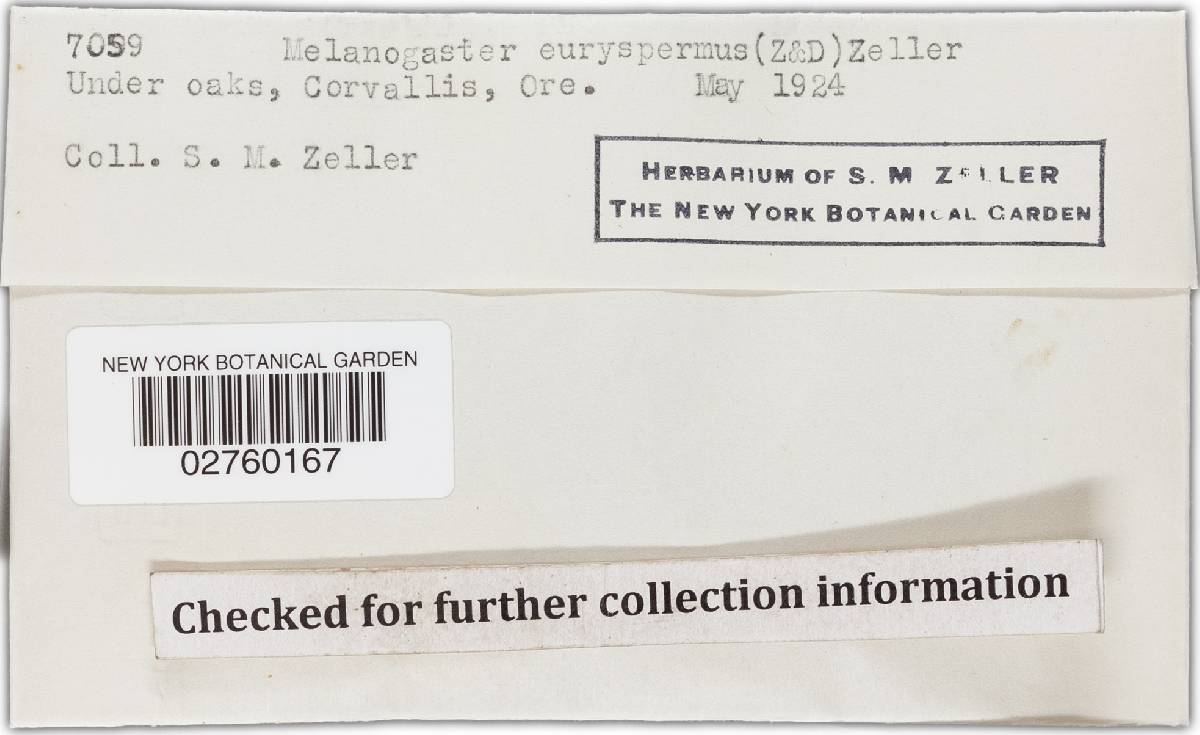 7059 Melanogaster euryspermus(Z&D)Zeller
Under oaks, Corvallis, Ore. May 1924
Coll. S. M. Zeller
HERBARIUM OF S. M ZELLER
THE NEW YORK BOTANICAL GARDEN
NEW YORK BOTANICAL GARDEN
02760167
Checked for further collection information